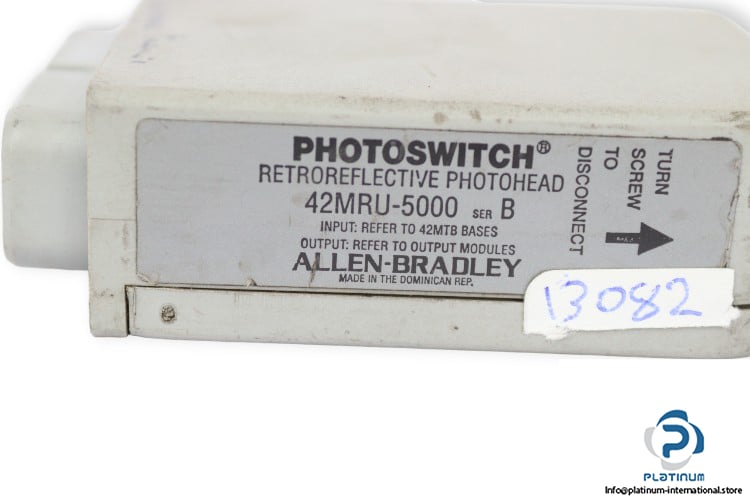 PHOTOSWITCH®
RETROREFLECTIVE PHOTOHEAD
42MRU-5000 SER B
INPUT: REFER TO 42MTB BASES
OUTPUT: REFER TO OUTPUT MODULES
ALLEN-BRADLEY
MADE IN THE DOMINICAN REP.
TURN
SCREW
TO
DISCONNECT
13082
PLATINUM
Info@platinum-international.store